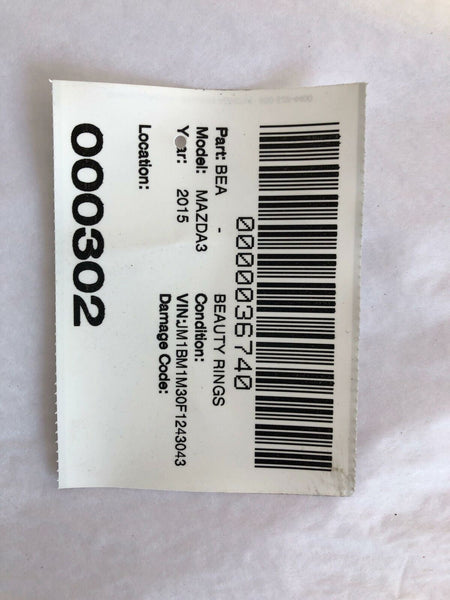 0000036740
Part: BEA - BEAUTY RINGS
Model: MAZDA3 Condition:
Year: 2015 VIN:JM1BM1M30F1243043
Damage Code:
Location:
000302